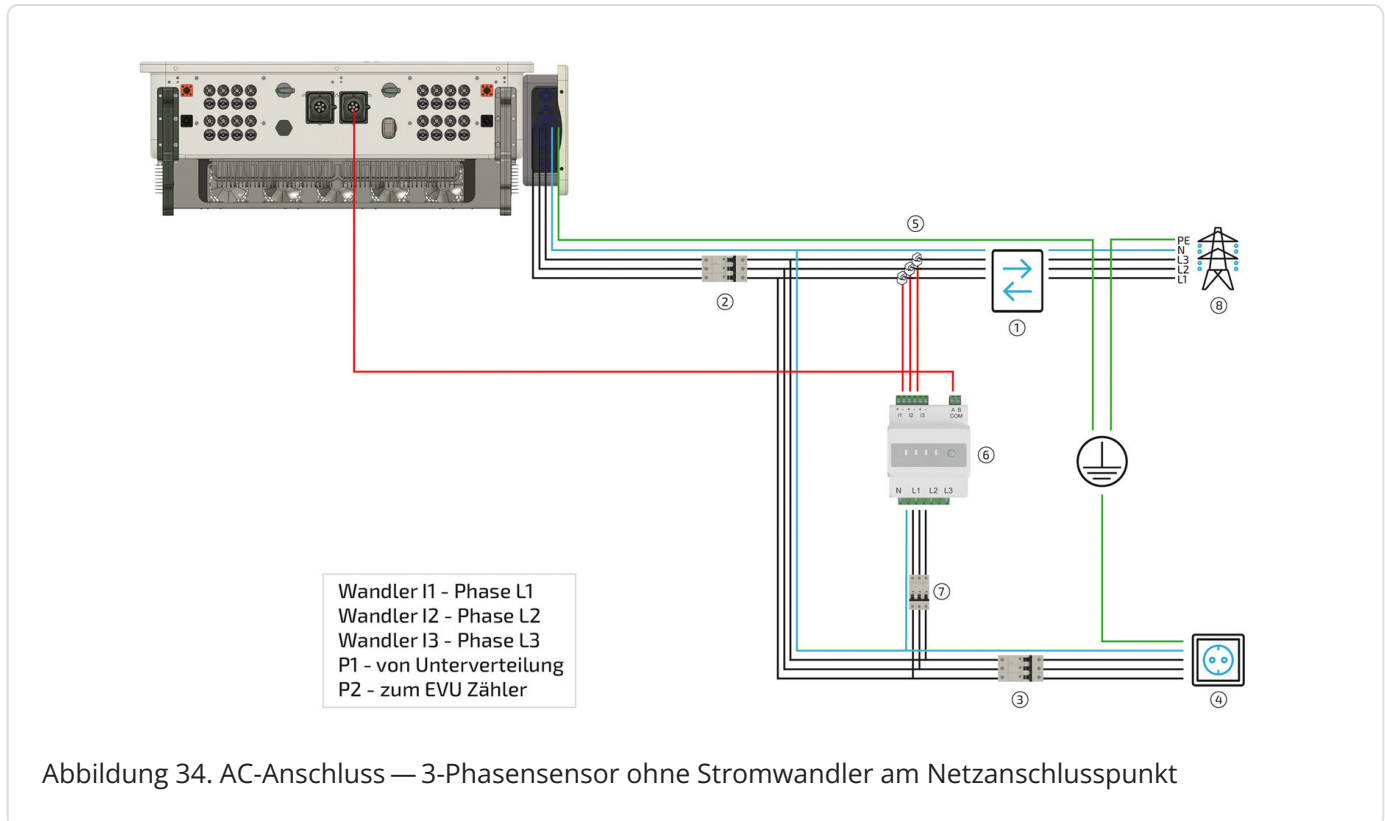 ⑤
PE
N
L3
L2
L1
②
①
⑧
+ - + - + -
I1 I2 I3
A B
COM
⑥
N L1 L2 L3
⑦
Wandler I1 - Phase L1
Wandler I2 - Phase L2
Wandler I3 - Phase L3
P1 - von Unterverteilung
P2 - zum EVU Zähler
③
④
Abbildung 34. AC-Anschluss — 3-Phasensensor ohne Stromwandler am Netzanschlusspunkt